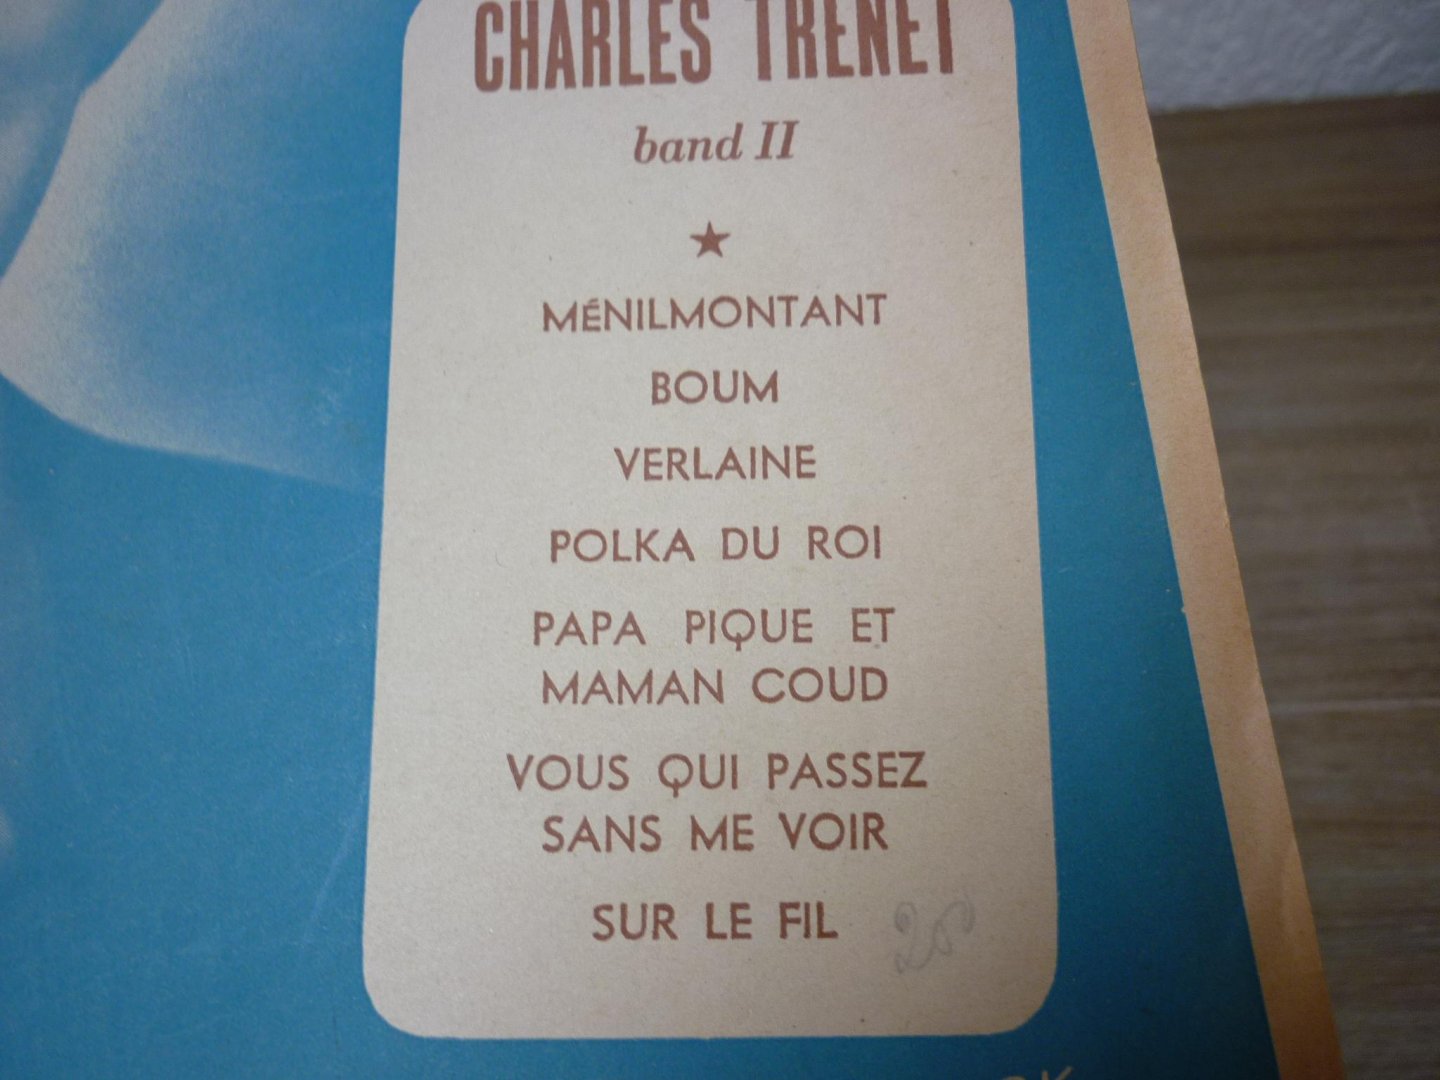 CHARLES TRENET
band II
★
MÉNILMONTANT
BOUM
VERLAINE
POLKA DU ROI
PAPA PIQUE ET
MAMAN COUD
VOUS QUI PASSEZ
SANS ME VOIR
SUR LE FIL